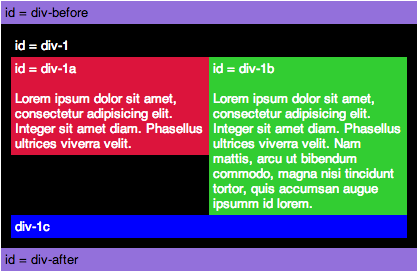 id = div-before
id = div-1
id = div-1a
Lorem ipsum dolor sit amet,
consectetur adipisicing elit.
Integer sit amet diam. Phasellus
ultrices viverra velit.
id = div-1b
Lorem ipsum dolor sit amet,
consectetur adipisicing elit.
Integer sit amet diam. Phasellus
ultrices viverra velit. Nam
mattis, arcu ut bibendum
commodo, magna nisi tincidunt
tortor, quis accumsan augue
ipsumm id lorem.
div-1c
id = div-after